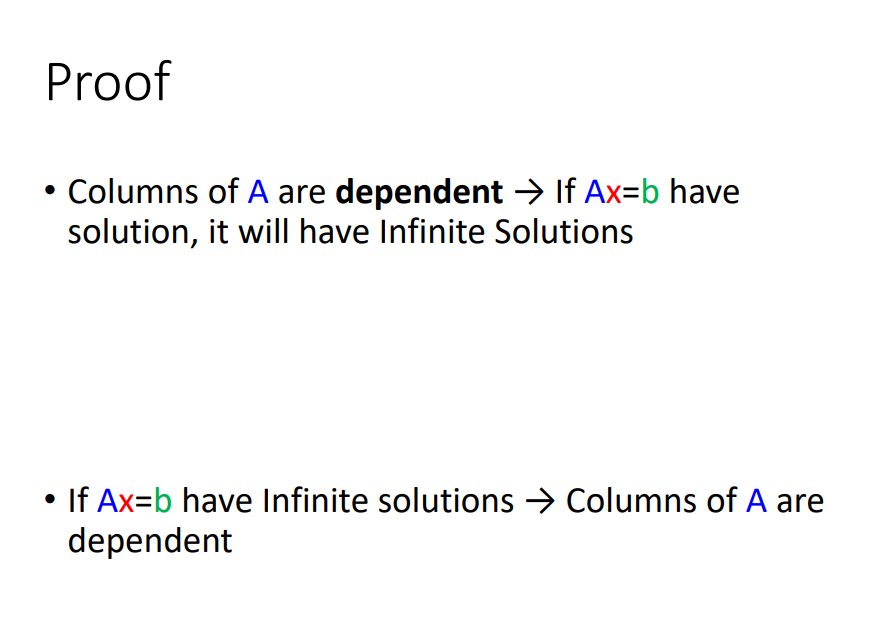 Proof
• Columns of A are dependent → If Ax=b have
solution, it will have Infinite Solutions
• If Ax=b have Infinite solutions → Columns of A are
dependent